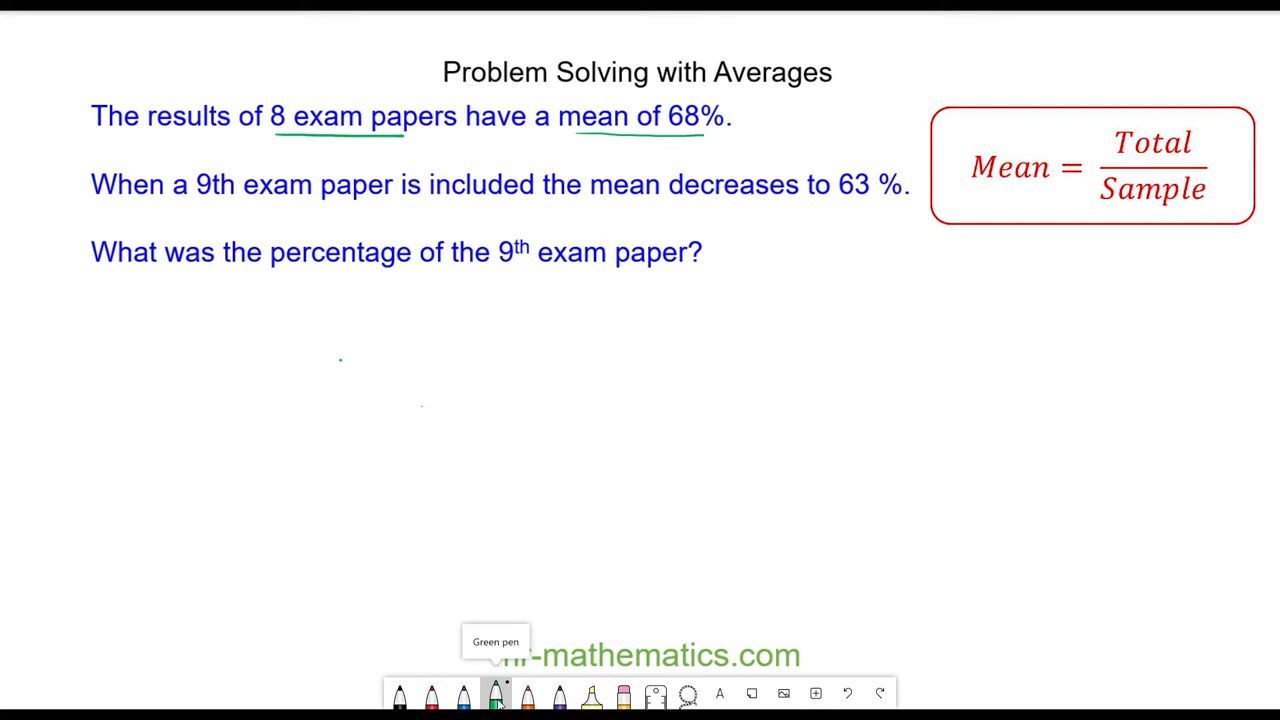 Problem Solving with Averages
The results of 8 exam papers have a mean of 68%.
When a 9th exam paper is included the mean decreases to 63 %.
What was the percentage of the 9th exam paper?
Mean = Total / Sample
Green pen
-mathematics.com
A